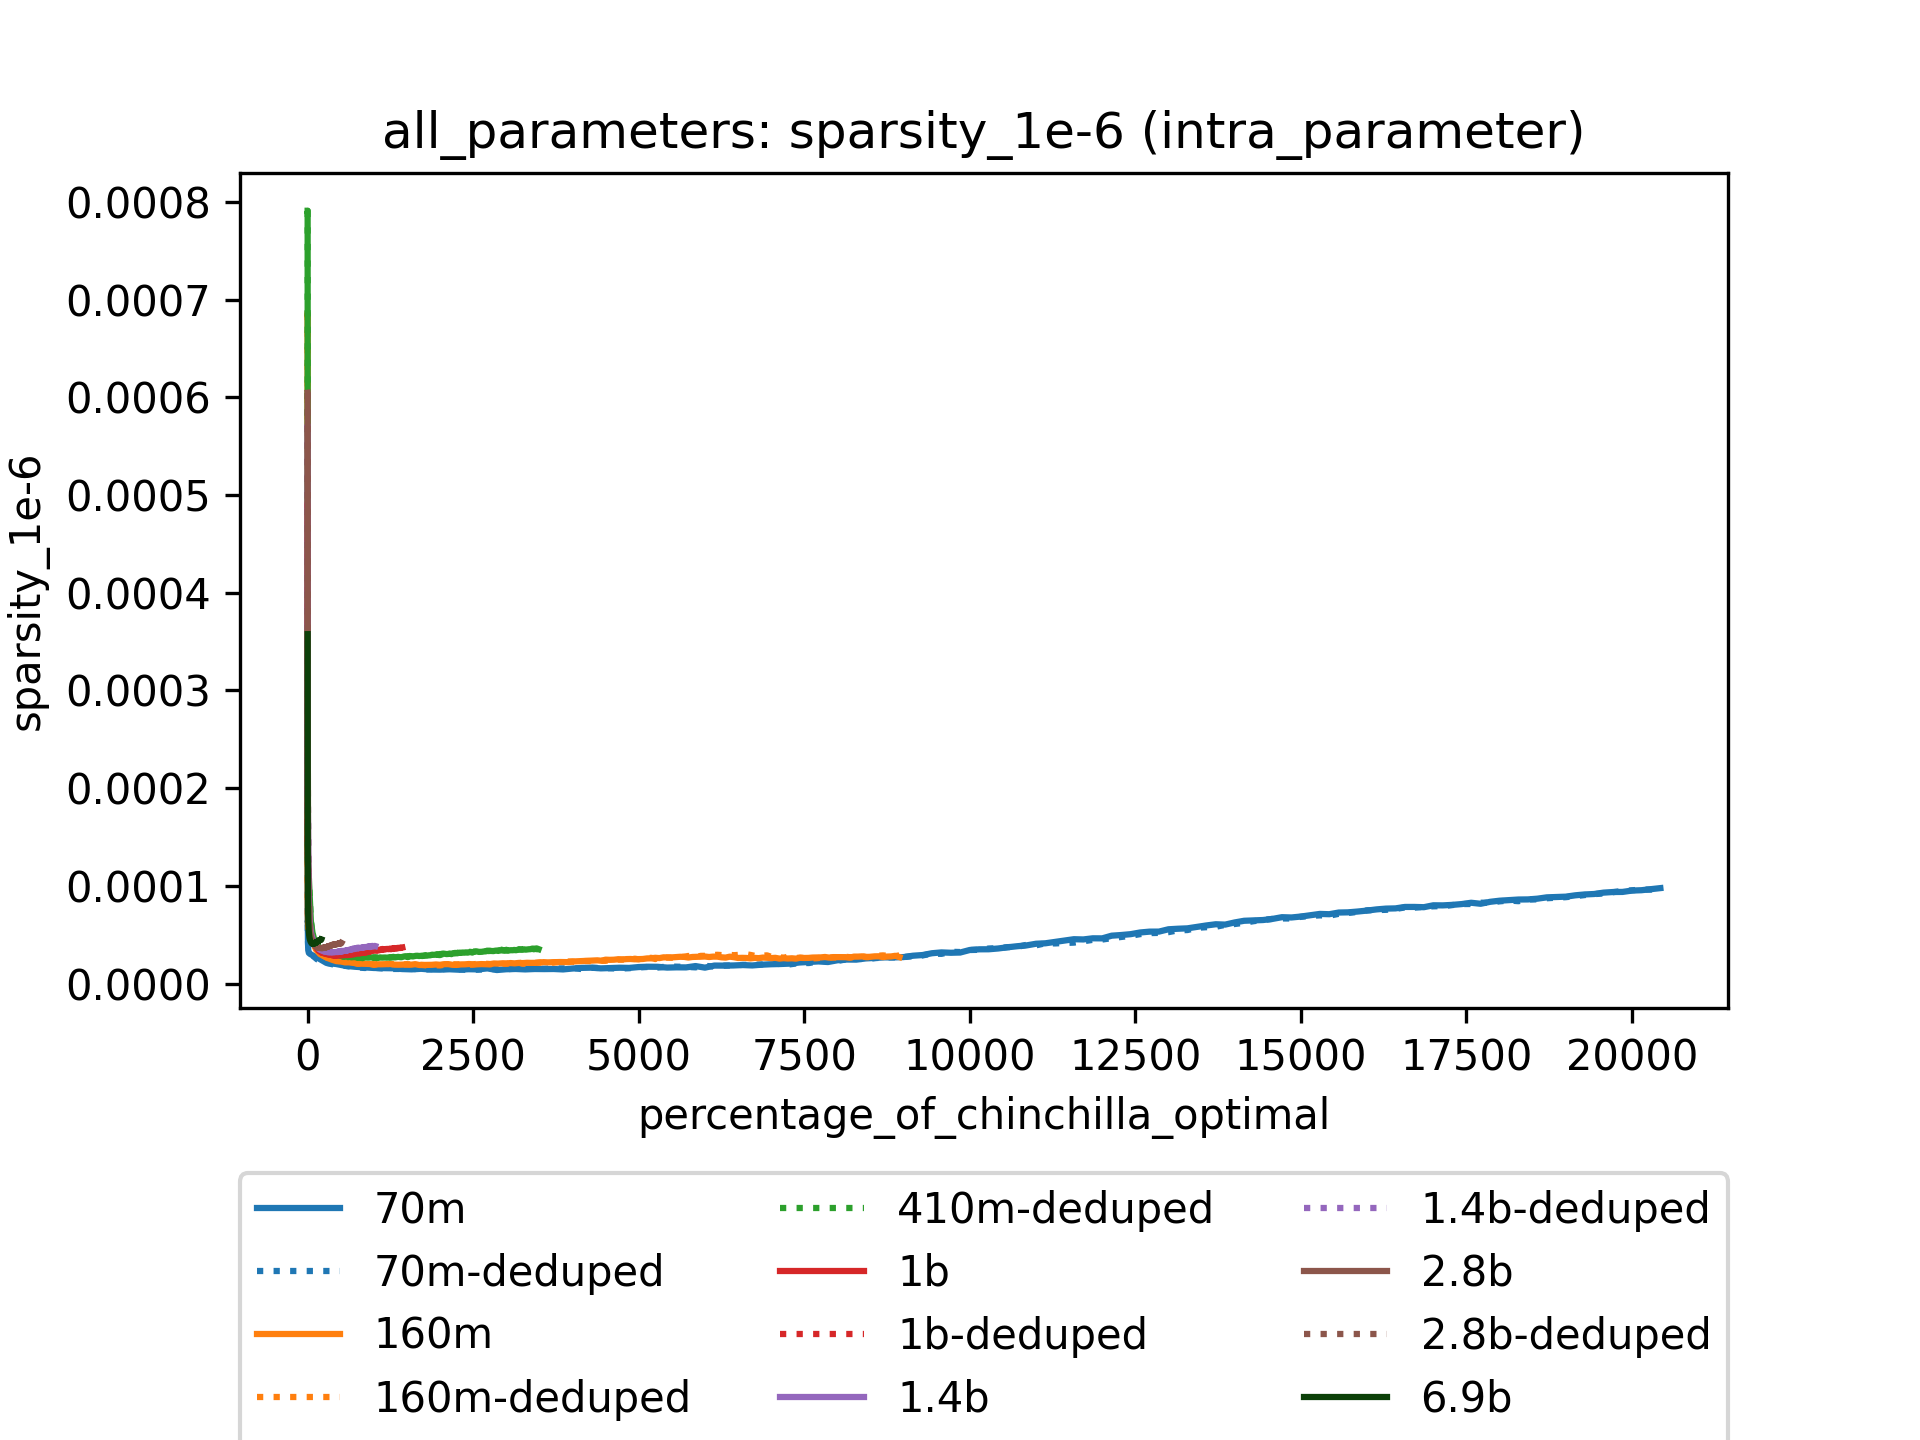 all_parameters: sparsity_1e-6 (intra_parameter)
0.0008
0.0007
0.0006
0.0005
0.0004
0.0003
0.0002
0.0001
0.0000
sparsity_1e-6
0 2500 5000 7500 10000 12500 15000 17500 20000
percentage_of_chinchilla_optimal
70m
70m-deduped
160m
160m-deduped
410m-deduped
1b
1b-deduped
1.4b
1.4b-deduped
2.8b
2.8b-deduped
6.9b